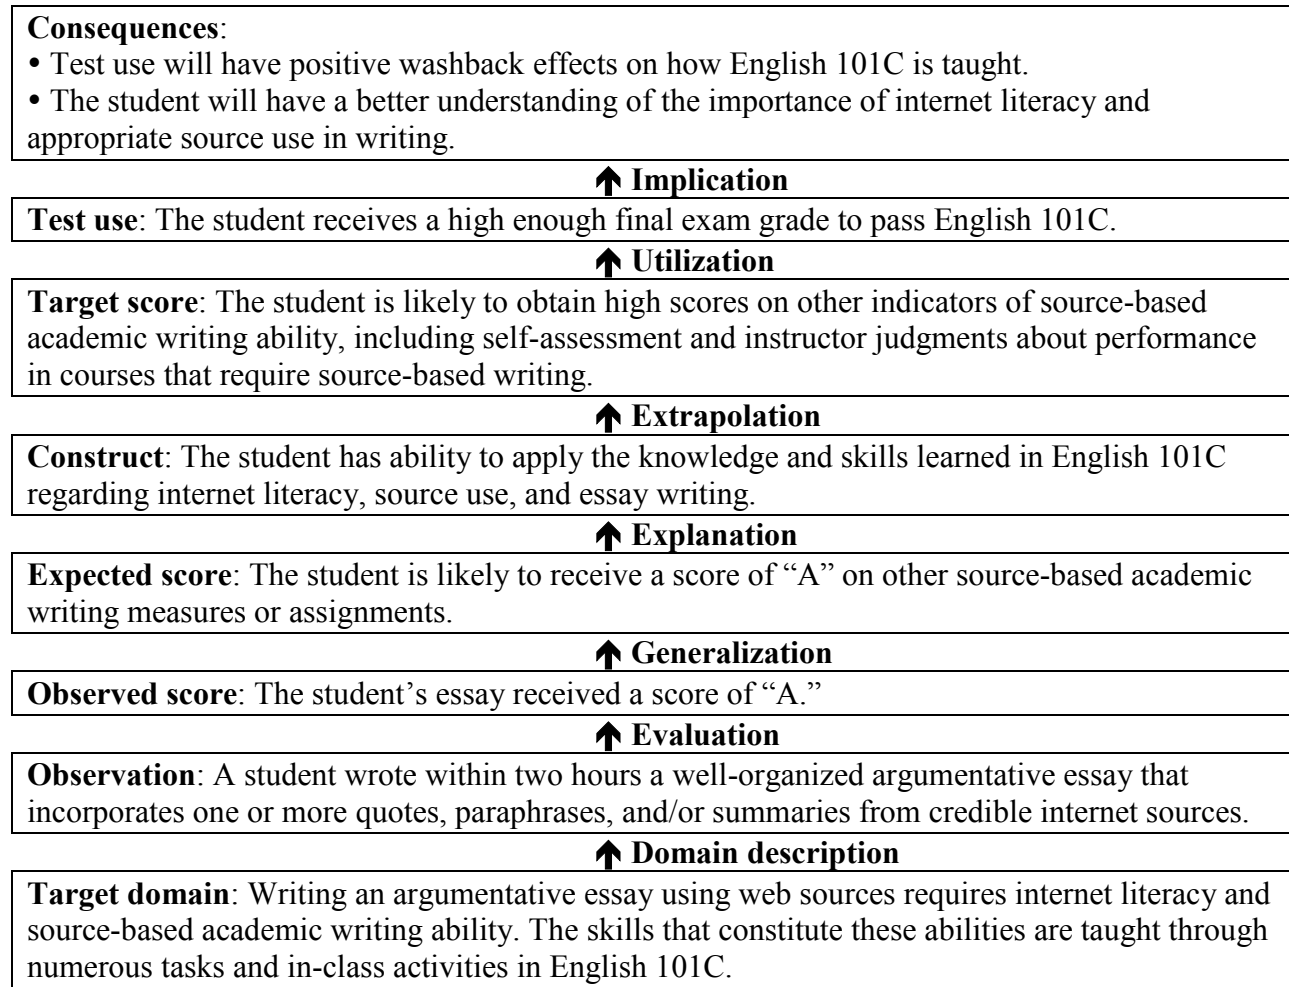 Consequences:
• Test use will have positive washback effects on how English 101C is taught.
• The student will have a better understanding of the importance of internet literacy and
appropriate source use in writing.
Implication
Test use: The student receives a high enough final exam grade to pass English 101C.
Utilization
Target score: The student is likely to obtain high scores on other indicators of source-based
academic writing ability, including self-assessment and instructor judgments about performance
in courses that require source-based writing.
Extrapolation
Construct: The student has ability to apply the knowledge and skills learned in English 101C
regarding internet literacy, source use, and essay writing.
Explanation
Expected score: The student is likely to receive a score of “A” on other source-based academic
writing measures or assignments.
Generalization
Observed score: The student’s essay received a score of “A.”
Evaluation
Observation: A student wrote within two hours a well-organized argumentative essay that
incorporates one or more quotes, paraphrases, and/or summaries from credible internet sources.
Domain description
Target domain: Writing an argumentative essay using web sources requires internet literacy and
source-based academic writing ability. The skills that constitute these abilities are taught through
numerous tasks and in-class activities in English 101C.